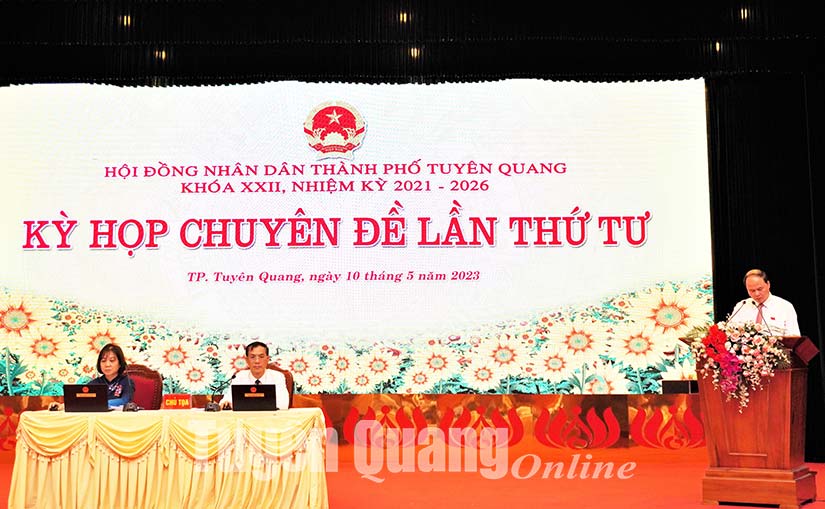 HỘI ĐỒNG NHÂN DÂN THÀNH PHỐ TUYÊN QUANG
KHÓA XXII, NHIỆM KỲ 2021 - 2026
KỲ HỌP CHUYÊN ĐỀ LẦN THỨ TƯ
TP. Tuyên Quang, ngày 10 tháng 5 năm 2023
CHỦ TỌA
Tuyên Quang Online